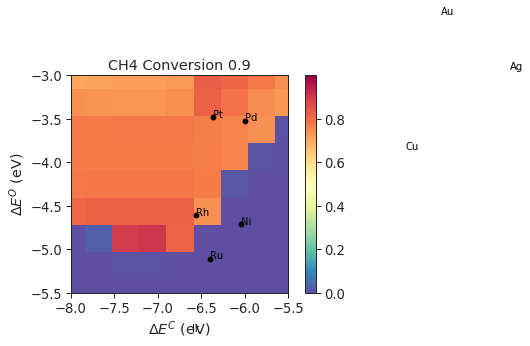 Au
Ag
CH4 Conversion 0.9
−3.0
−3.5
−4.0
−4.5
−5.0
−5.5
ΔE^O (eV)
Pt
Pd
Cu
Rh
Ni
Ru
0.8
0.6
0.4
0.2
0.0
−8.0 −7.5 −7.0 −6.5 −6.0 −5.5
ΔE^C (eV)
Ir